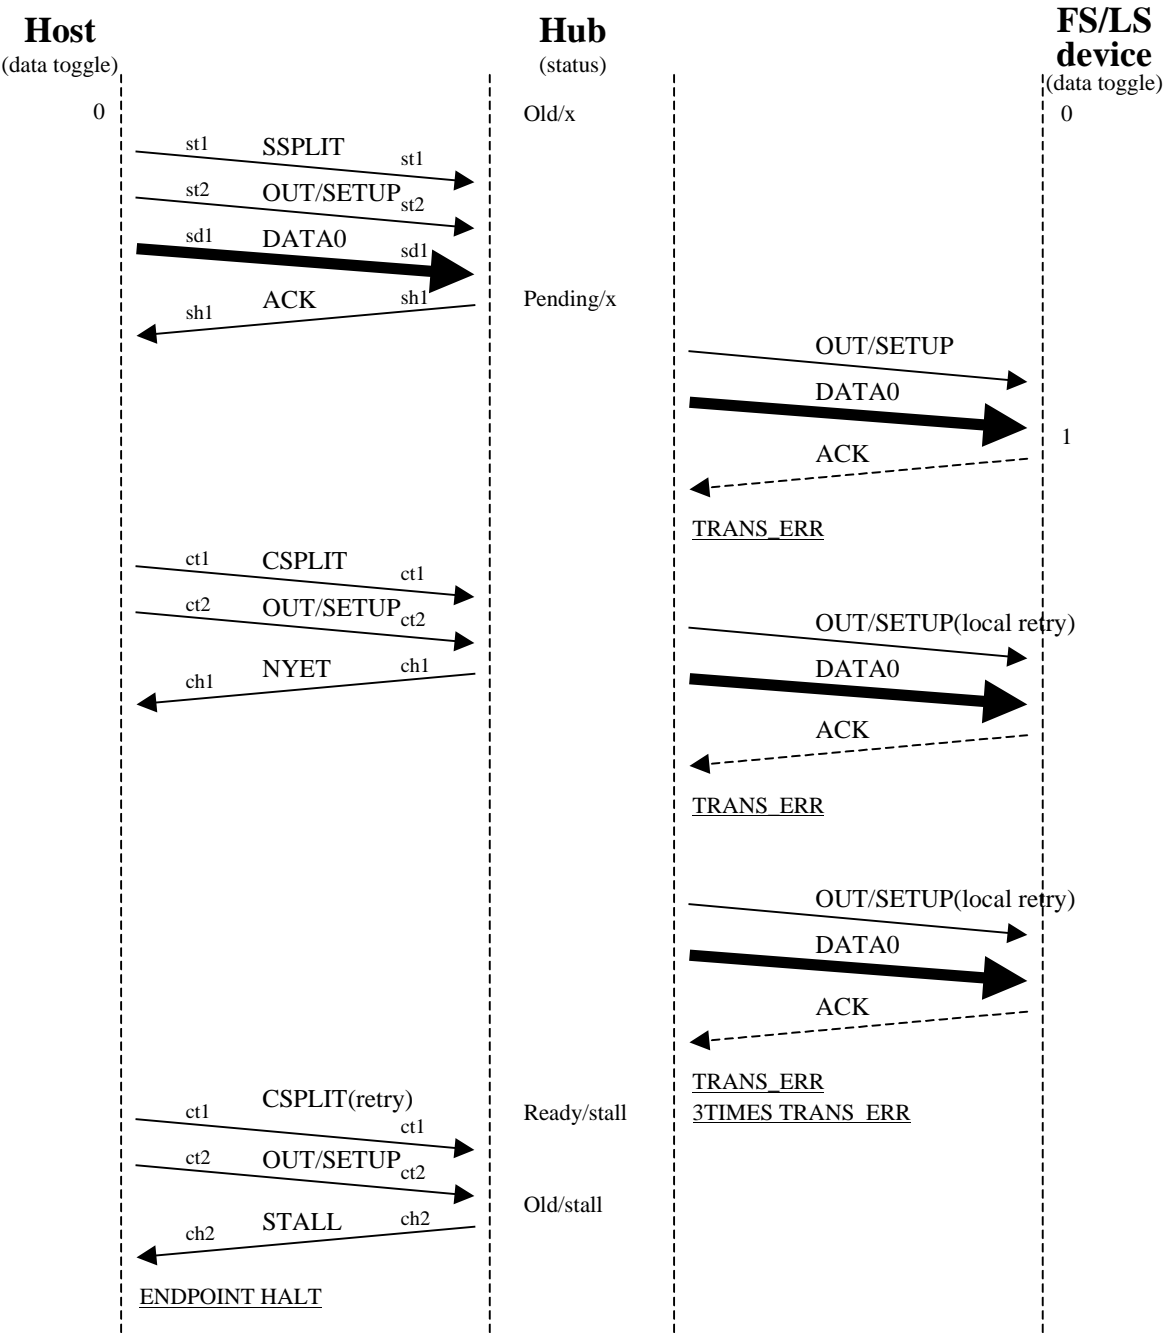 Host
(data toggle)
Hub
(status)
FS/LS
device
(data toggle)
0
Old/x
0
st1 SSPLIT st1
st2 OUT/SETUP st2
sd1 DATA0 sd1
ACK sh1
sh1
Pending/x
OUT/SETUP
DATA0
1
ACK
TRANS_ERR
ct1 CSPLIT ct1
ct2 OUT/SETUP ct2
NYET ch1
ch1
OUT/SETUP(local retry)
DATA0
ACK
TRANS_ERR
OUT/SETUP(local retry)
DATA0
ACK
TRANS_ERR
3TIMES TRANS_ERR
ct1 CSPLIT(retry) ct1
Ready/stall
ct2 OUT/SETUP ct2
Old/stall
STALL ch2
ch2
ENDPOINT HALT